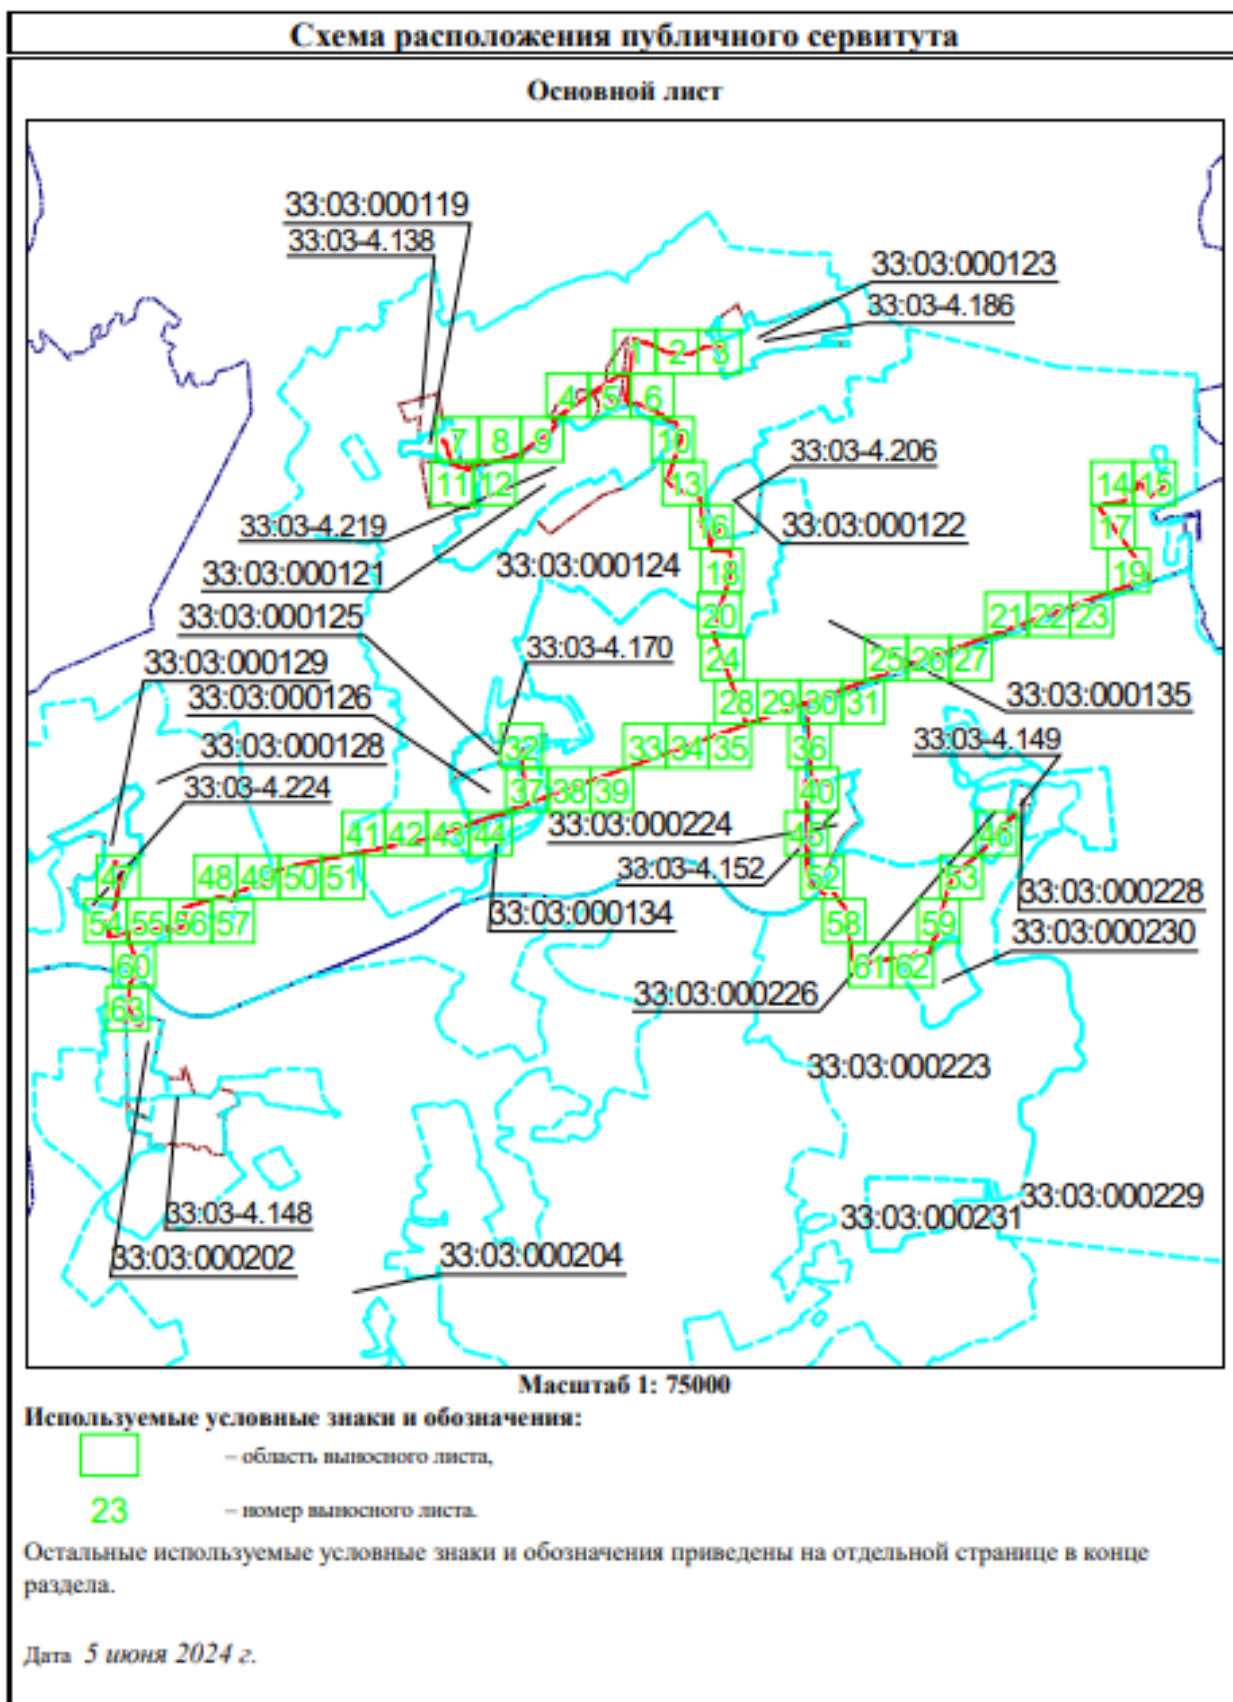 Схема расположения публичного сервитута
Основной лист
33:03:000119
33:03-4.138
33:03:000123
33:03-4.186
1 2 3
4 5 6
7 8 9 10
33:03-4.206
11 12 13 14 15
33:03-4.219
16
33:03:000122
17
33:03:000121
33:03:000124
18 19
33:03:000125
20 21 22 23
33:03-4.170
33:03:000129
24 25 26 27
33:03:000126
28 29 30 31
33:03:000135
33:03:000128
32 33 34 35 36
33:03-4.149
33:03-4.224
37 38 39 40
33:03:000224
41 42 43 44 45 46
33:03-4.152
47 48 49 50 51 52 53
33:03:000228
33:03:000134
54 55 56 57 58 59
33:03:000230
60 61 62
33:03:000226
63
33:03:000223
33:03:000229
33:03-4.148
33:03:000231
33:03:000202
33:03:000204
Масштаб 1: 75000
Используемые условные знаки и обозначения:
– область выносного листа,
23 – номер выносного листа.
Остальные используемые условные знаки и обозначения приведены на отдельной странице в конце
раздела.
Дата 5 июня 2024 г.